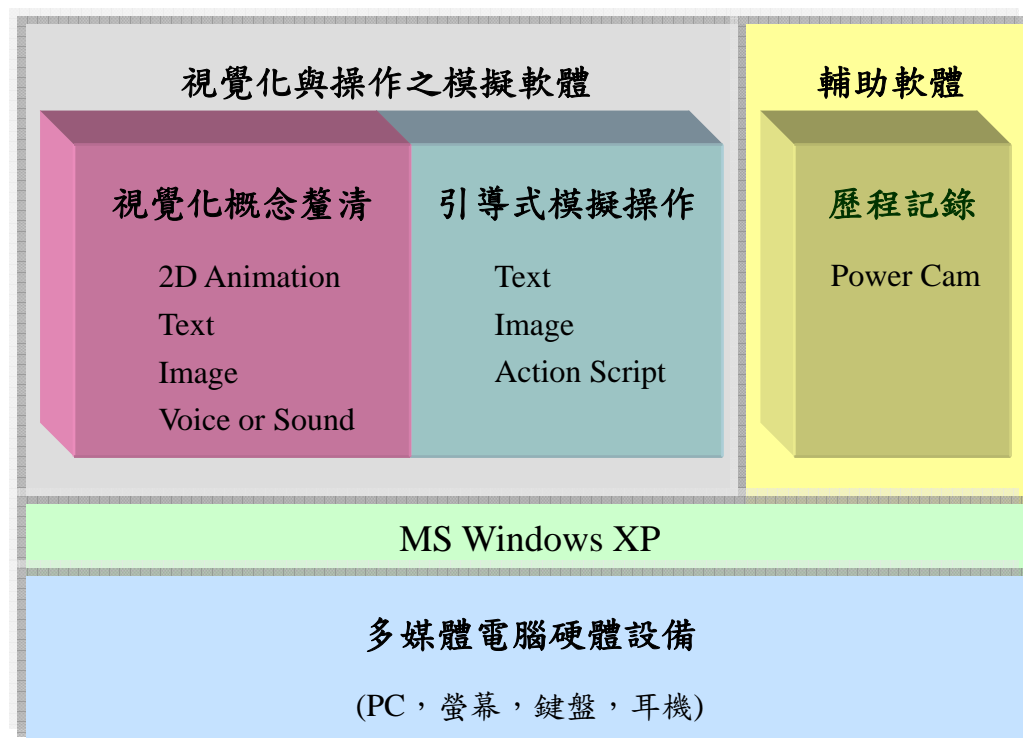 視覺化與操作之模擬軟體
視覺化概念釐清
2D Animation
Text
Image
Voice or Sound
引導式模擬操作
Text
Image
Action Script
輔助軟體
歷程記錄
Power Cam
MS Windows XP
多媒體電腦硬體設備
(PC，螢幕，鍵盤，耳機)